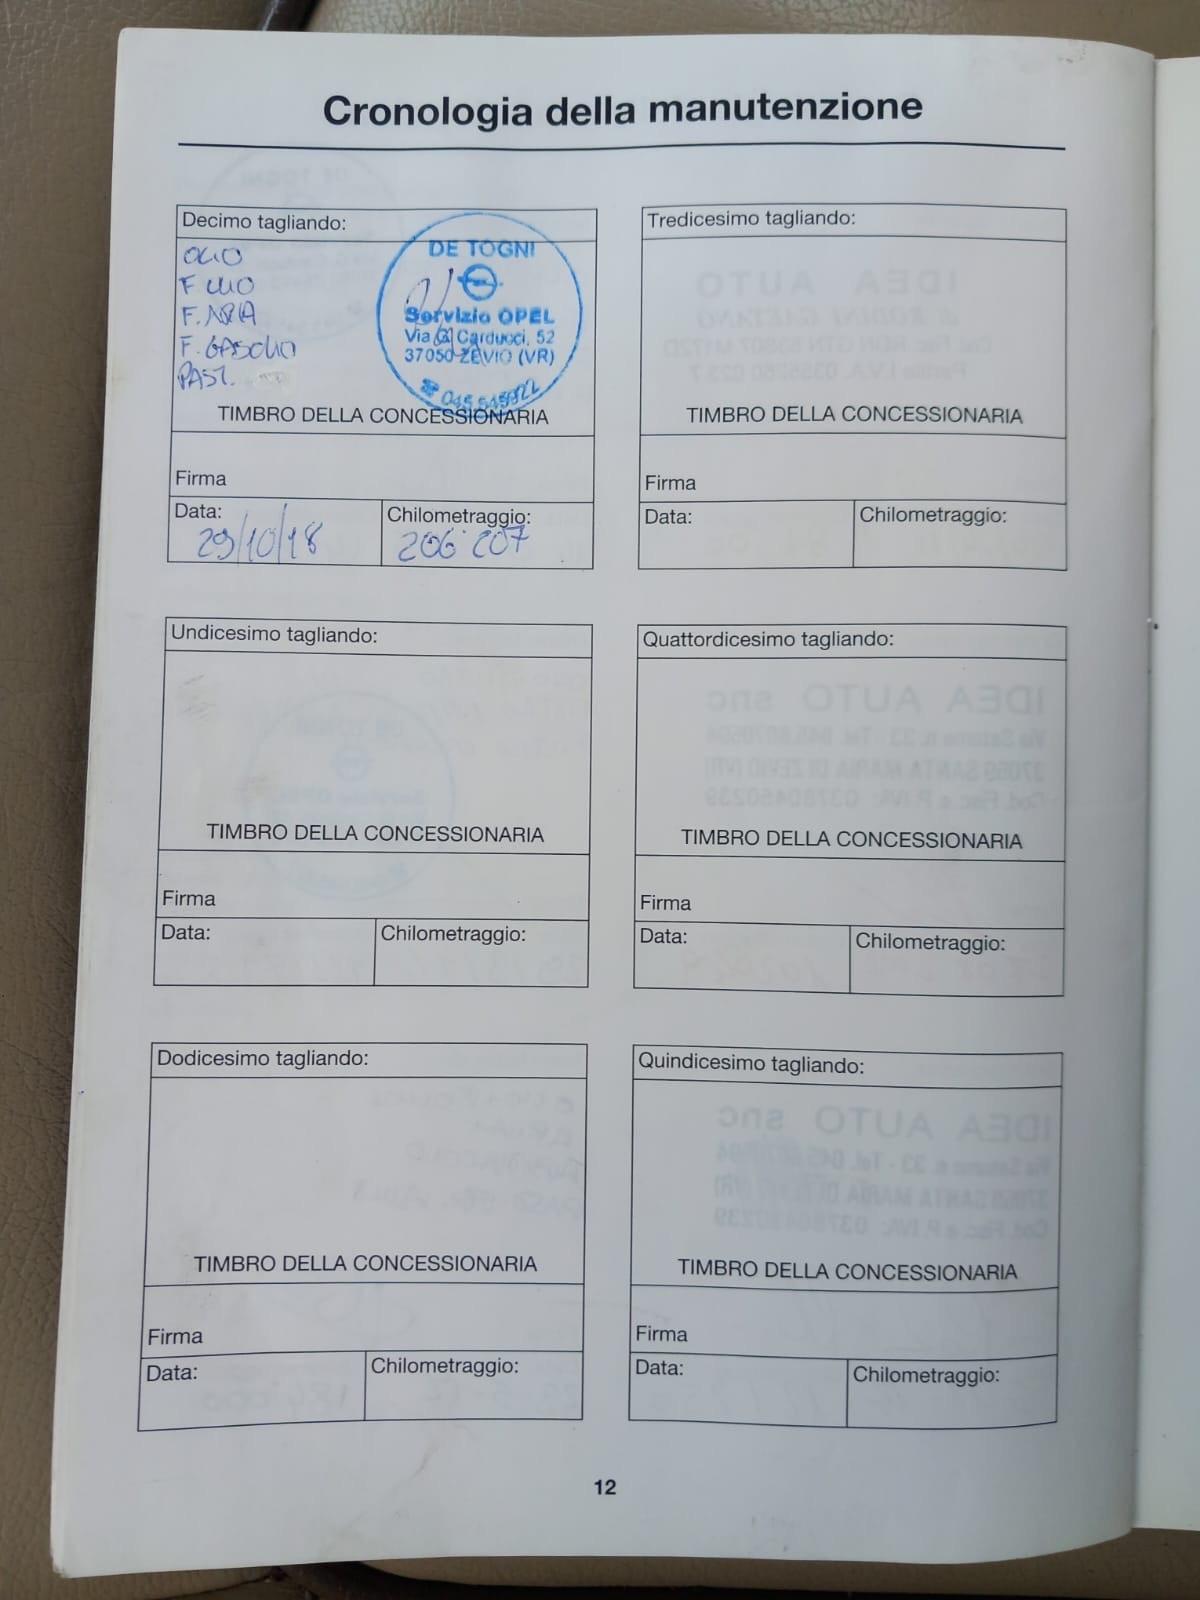 Cronologia della manutenzione
Decimo tagliando:
OLIO
F. OLIO
F. ARIA
F. GASOLIO
PAST.
DE TOGNI
Servizio OPEL
Via G. Carducci, 52
37050 ZEVIO (VR)
☎ 045 545922
TIMBRO DELLA CONCESSIONARIA
Firma
Data:
29/10/18
Chilometraggio:
206 207
Tredicesimo tagliando:
TIMBRO DELLA CONCESSIONARIA
Firma
Data:
Chilometraggio:
Undicesimo tagliando:
TIMBRO DELLA CONCESSIONARIA
Firma
Data:
Chilometraggio:
Quattordicesimo tagliando:
TIMBRO DELLA CONCESSIONARIA
Firma
Data:
Chilometraggio:
Dodicesimo tagliando:
TIMBRO DELLA CONCESSIONARIA
Firma
Data:
Chilometraggio:
Quindicesimo tagliando:
TIMBRO DELLA CONCESSIONARIA
Firma
Data:
Chilometraggio:
12